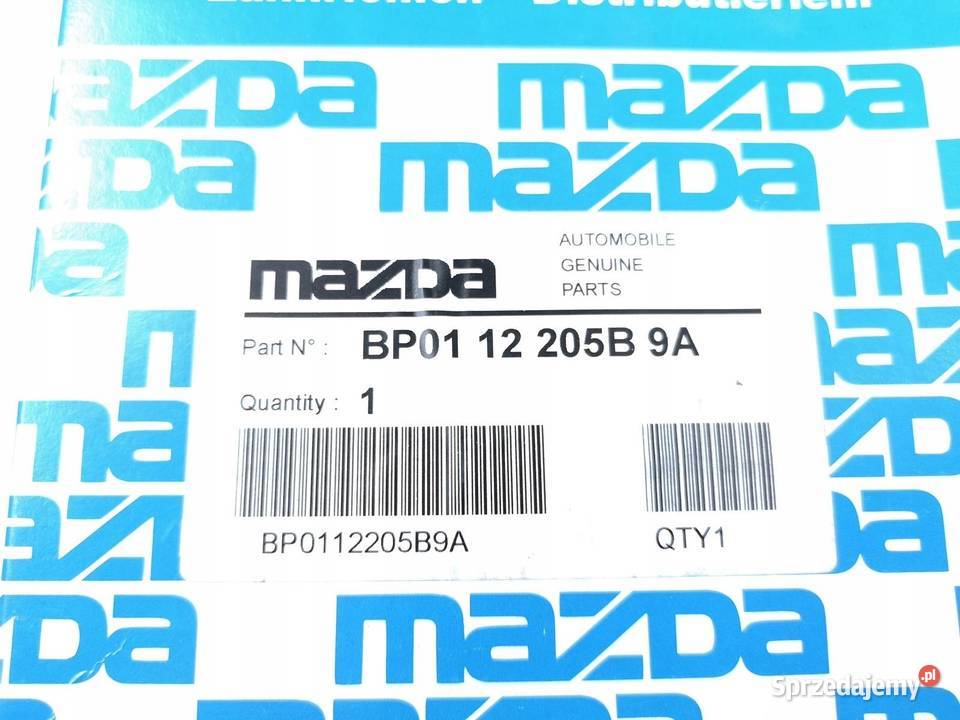 mazda
mazda
mazda
mazda
AUTOMOBILE
GENUINE
PARTS
Part N° : BP01 12 205B 9A
Quantity : 1
BP0112205B9A
QTY1
mazda
Sprzedajemy.pl